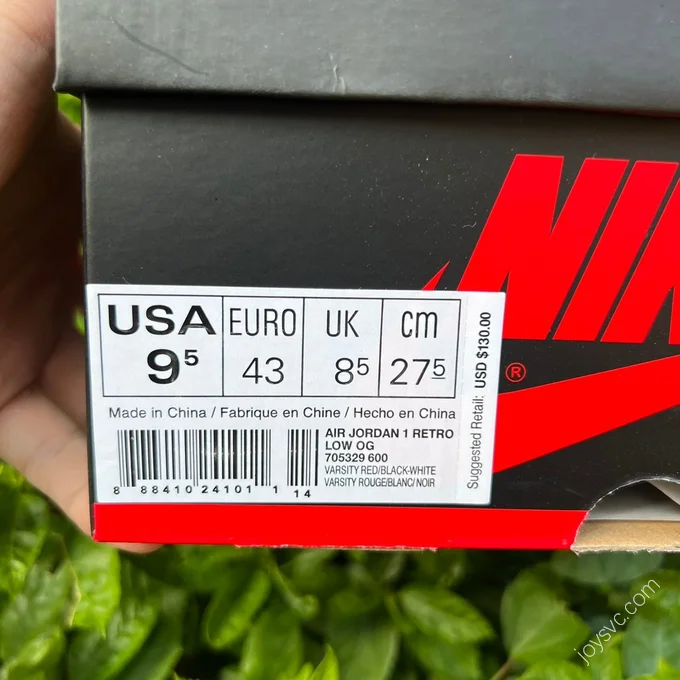 NIK
®
USA EURO UK cm
9⁵ 43 8⁵ 27⁵
Made in China / Fabrique en Chine / Hecho en China
AIR JORDAN 1 RETRO
LOW OG
705329 600
VARSITY RED/BLACK-WHITE
VARSITY ROUGE/BLANC/ NOIR
8 88410 24101 1 14
Suggested Retail: USD $130.00
joysvc.com